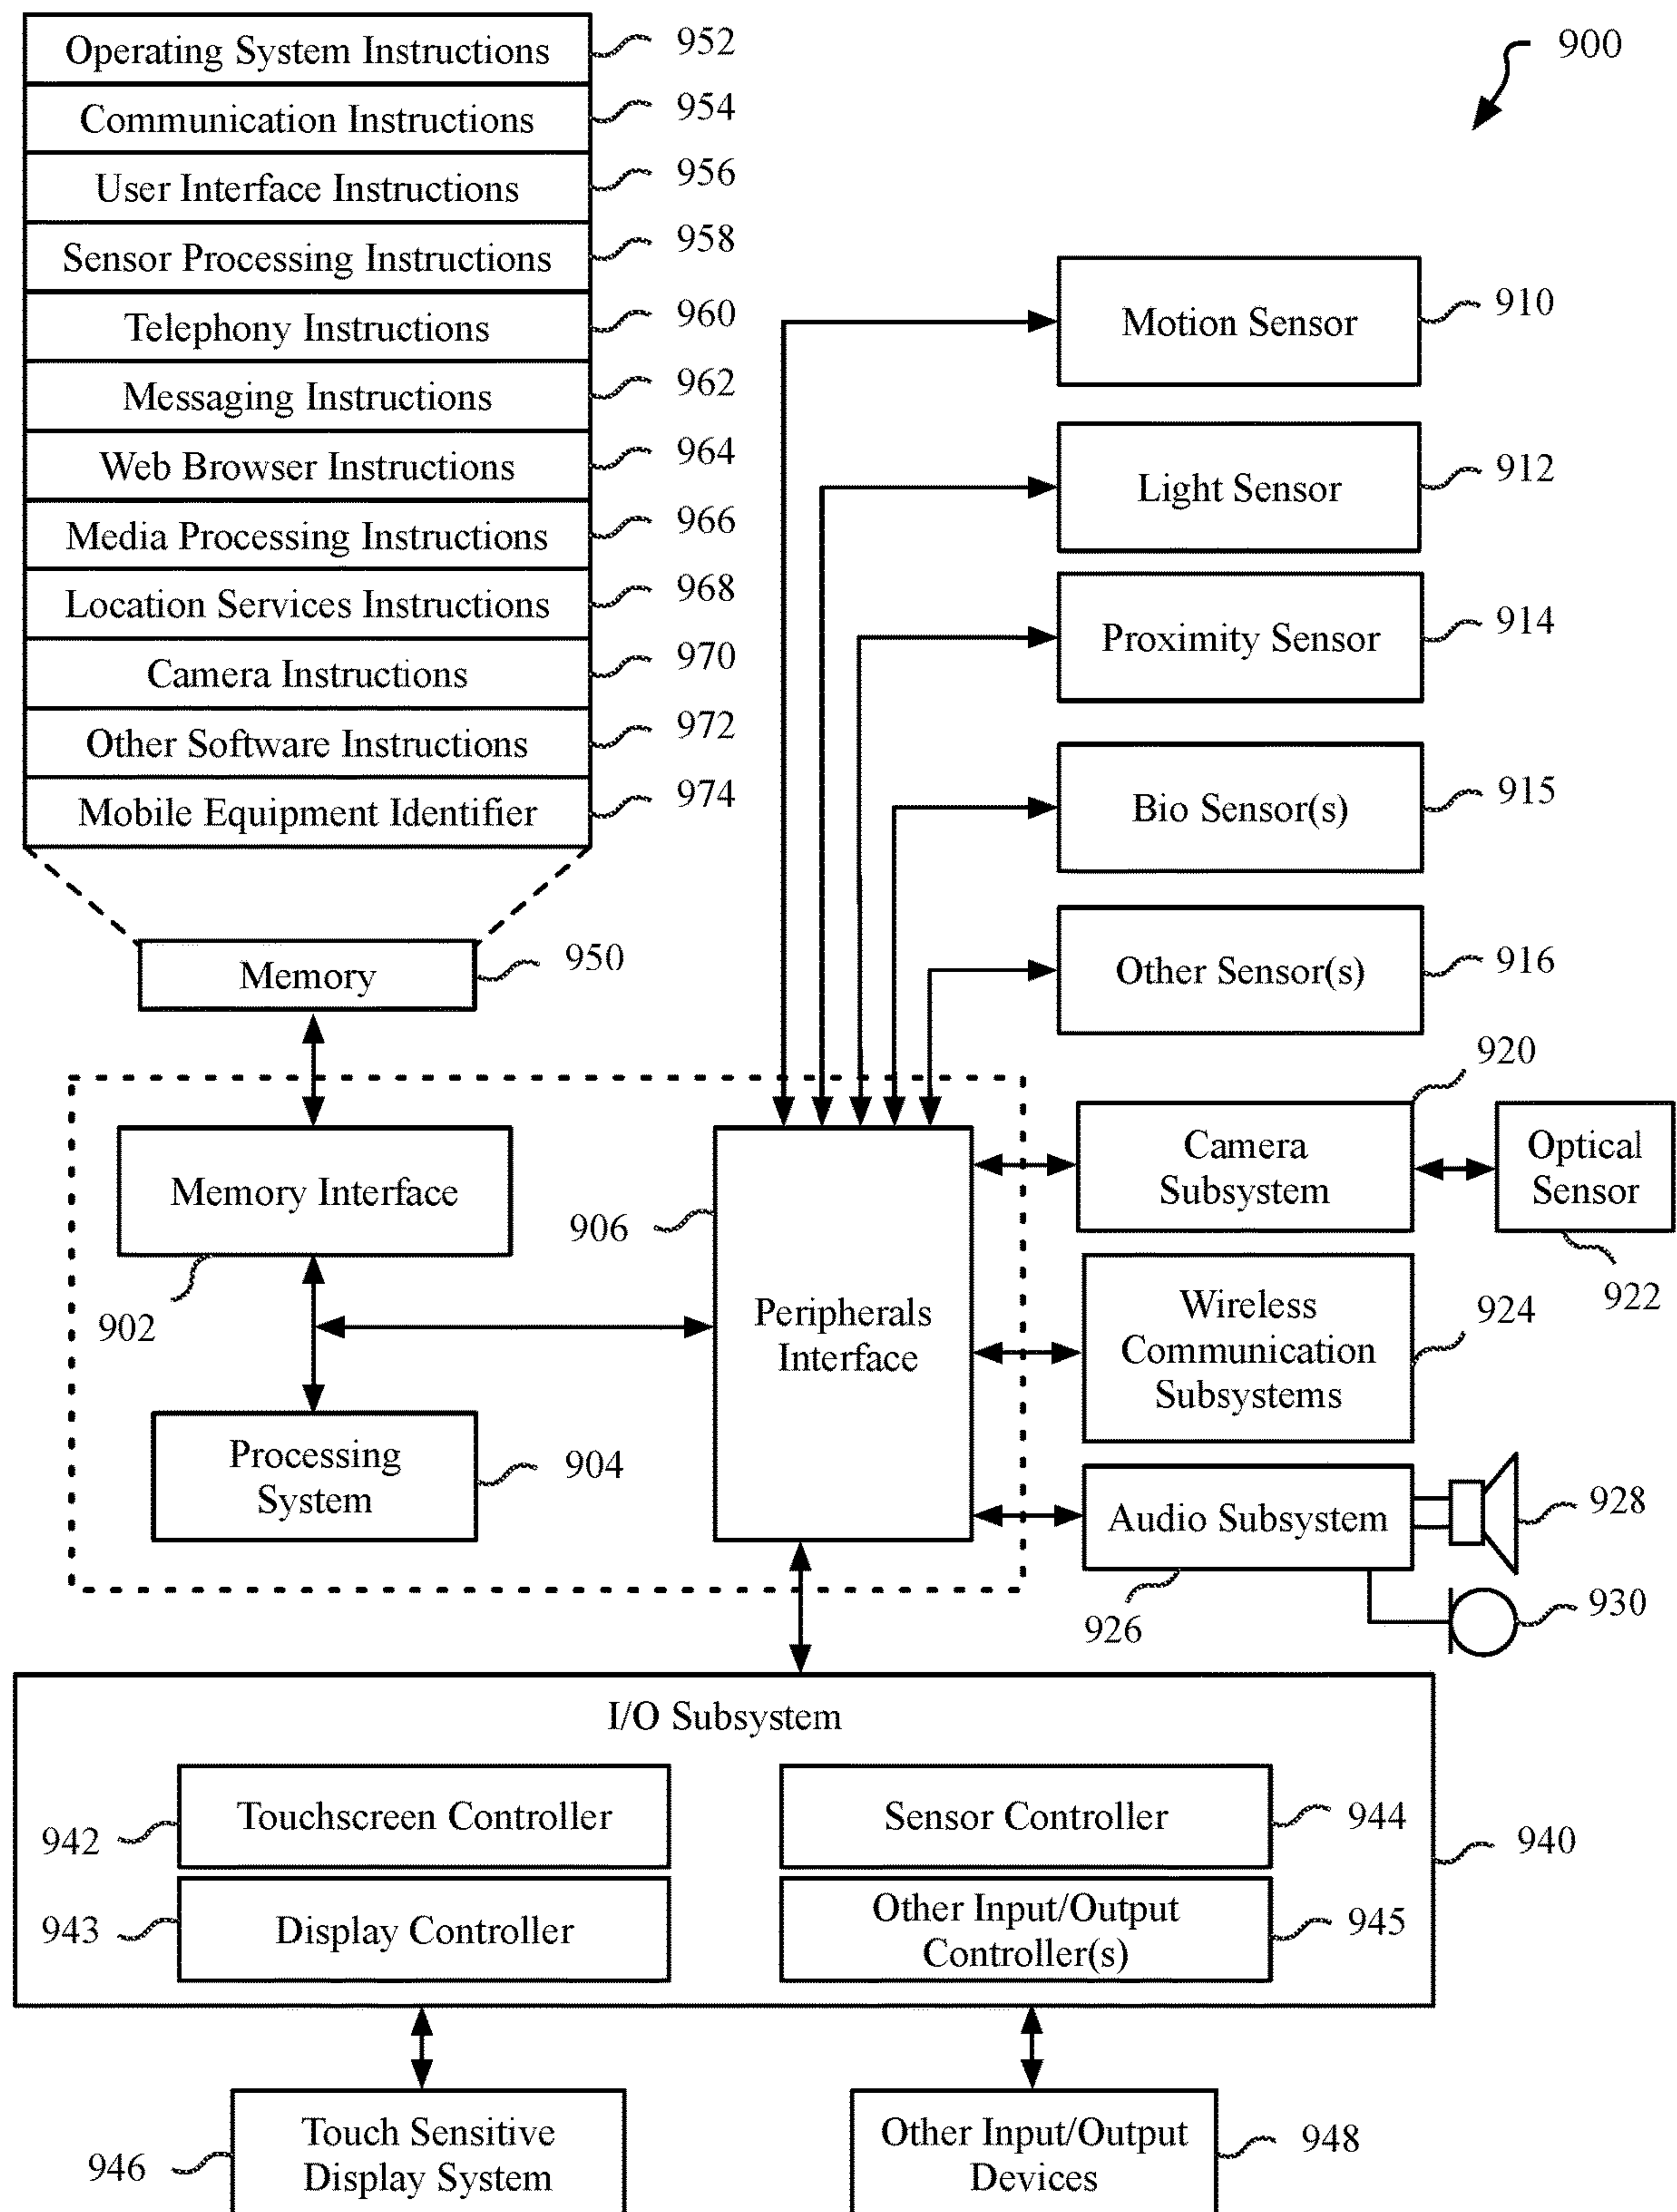 900
Operating System Instructions 952
Communication Instructions 954
User Interface Instructions 956
Sensor Processing Instructions 958
Telephony Instructions 960
Messaging Instructions 962
Web Browser Instructions 964
Media Processing Instructions 966
Location Services Instructions 968
Camera Instructions 970
Other Software Instructions 972
Mobile Equipment Identifier 974
Memory 950
Motion Sensor 910
Light Sensor 912
Proximity Sensor 914
Bio Sensor(s) 915
Other Sensor(s) 916
Memory Interface
902
Processing
System
904
906
Peripherals
Interface
920
Camera
Subsystem
Optical
Sensor
922
Wireless
Communication
Subsystems
924
Audio Subsystem
926
928
930
I/O Subsystem
940
942 Touchscreen Controller
943 Display Controller
Sensor Controller 944
Other Input/Output
Controller(s)
945
946
Touch Sensitive
Display System
Other Input/Output
Devices
948